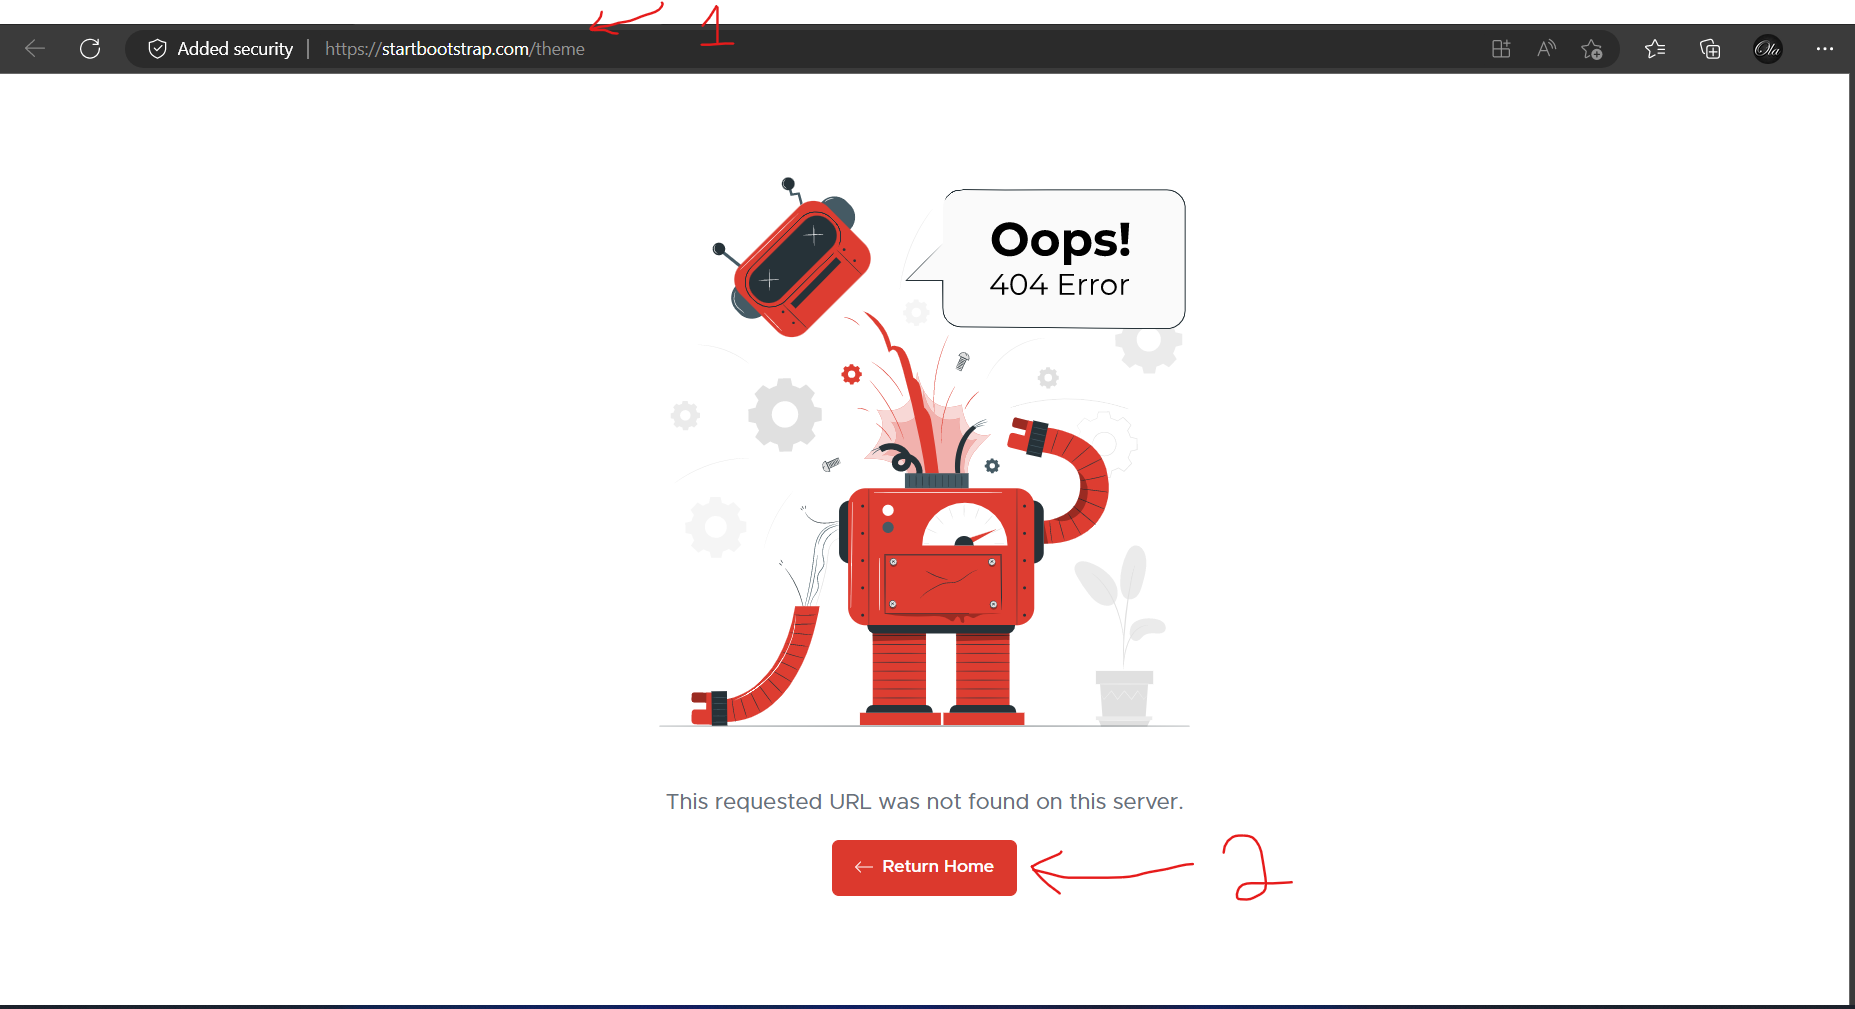 1
Added security
https://startbootstrap.com/theme
Ola
Oops!
404 Error
This requested URL was not found on this server.
← Return Home
2